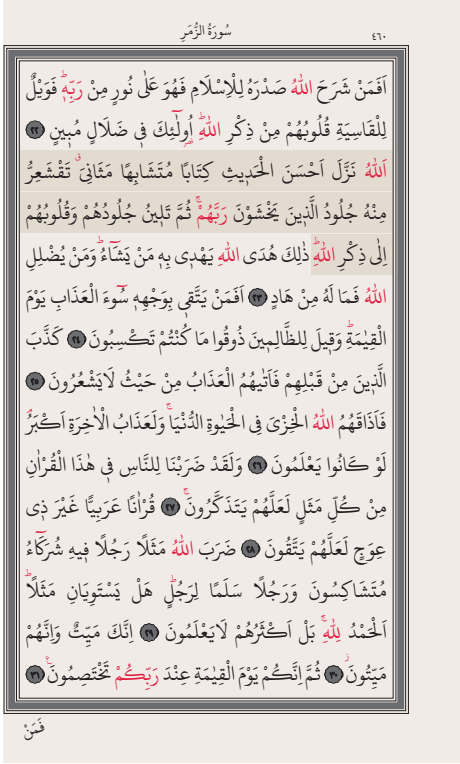 سُورَةُ الزُّمَرِ ٤٦٠
اَفَمَنْ شَرَحَ اللّٰهُ صَدْرَهُ لِلْاِسْلَامِ فَهُوَ عَلٰى نُورٍ مِنْ رَبِّه۪ۜ فَوَيْلٌ
لِلْقَاسِيَةِ قُلُوبُهُمْ مِنْ ذِكْرِ اللّٰهِۜ اُو۬لٰٓئِكَ ف۪ي ضَلَالٍ مُب۪ينٍ ﴿٢٢﴾
اَللّٰهُ نَزَّلَ اَحْسَنَ الْحَد۪يثِ كِتَابًا مُتَشَابِهًا مَثَانِيَۗ تَقْشَعِرُّ
مِنْهُ جُلُودُ الَّذ۪ينَ يَخْشَوْنَ رَبَّهُمْۚ ثُمَّ تَل۪ينُ جُلُودُهُمْ وَقُلُوبُهُمْ
اِلٰى ذِكْرِ اللّٰهِۜ ذٰلِكَ هُدَى اللّٰهِ يَهْد۪ي بِه۪ مَنْ يَشَٓاءُۜ وَمَنْ يُضْلِلِ
اللّٰهُ فَمَا لَهُ مِنْ هَادٍ ﴿٢٣﴾ اَفَمَنْ يَتَّق۪ي بِوَجْهِه۪ سُٓوءَ الْعَذَابِ يَوْمَ
الْقِيٰمَةِۜ وَق۪يلَ لِلظَّالِم۪ينَ ذُوقُوا مَا كُنْتُمْ تَكْسِبُونَ ﴿٢٤﴾ كَذَّبَ
الَّذ۪ينَ مِنْ قَبْلِهِمْ فَاَتٰيهُمُ الْعَذَابُ مِنْ حَيْثُ لَا يَشْعُرُونَ ﴿٢٥﴾
فَاَذَاقَهُمُ اللّٰهُ الْخِزْيَ فِي الْحَيٰوةِ الدُّنْيَاۚ وَلَعَذَابُ الْاٰخِرَةِ اَكْبَرُۢ
لَوْ كَانُوا يَعْلَمُونَ ﴿٢٦﴾ وَلَقَدْ ضَرَبْنَا لِلنَّاسِ ف۪ي هٰذَا الْقُرْاٰنِ
مِنْ كُلِّ مَثَلٍ لَعَلَّهُمْ يَتَذَكَّرُونَۚ ﴿٢٧﴾ قُرْاٰنًا عَرَبِيًّا غَيْرَ ذ۪ي
عِوَجٍ لَعَلَّهُمْ يَتَّقُونَ ﴿٢٨﴾ ضَرَبَ اللّٰهُ مَثَلًا رَجُلًا ف۪يهِ شُرَكَٓاءُ
مُتَشَاكِسُونَ وَرَجُلًا سَلَمًا لِرَجُلٍۜ هَلْ يَسْتَوِيَانِ مَثَلًاۜ
اَلْحَمْدُ لِلّٰهِۚ بَلْ اَكْثَرُهُمْ لَا يَعْلَمُونَ ﴿٢٩﴾ اِنَّكَ مَيِّتٌ وَاِنَّهُمْ
مَيِّتُونَۘ ﴿٣٠﴾ ثُمَّ اِنَّكُمْ يَوْمَ الْقِيٰمَةِ عِنْدَ رَبِّكُمْ تَخْتَصِمُونَ۟ ﴿٣١﴾
فَمَنْ